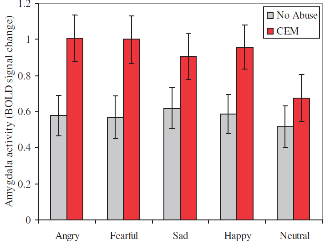 Amygdala activity (BOLD signal change)
1.2
1
0.8
0.6
0.4
0.2
0
No Abuse
CEM
Angry Fearful Sad Happy Neutral